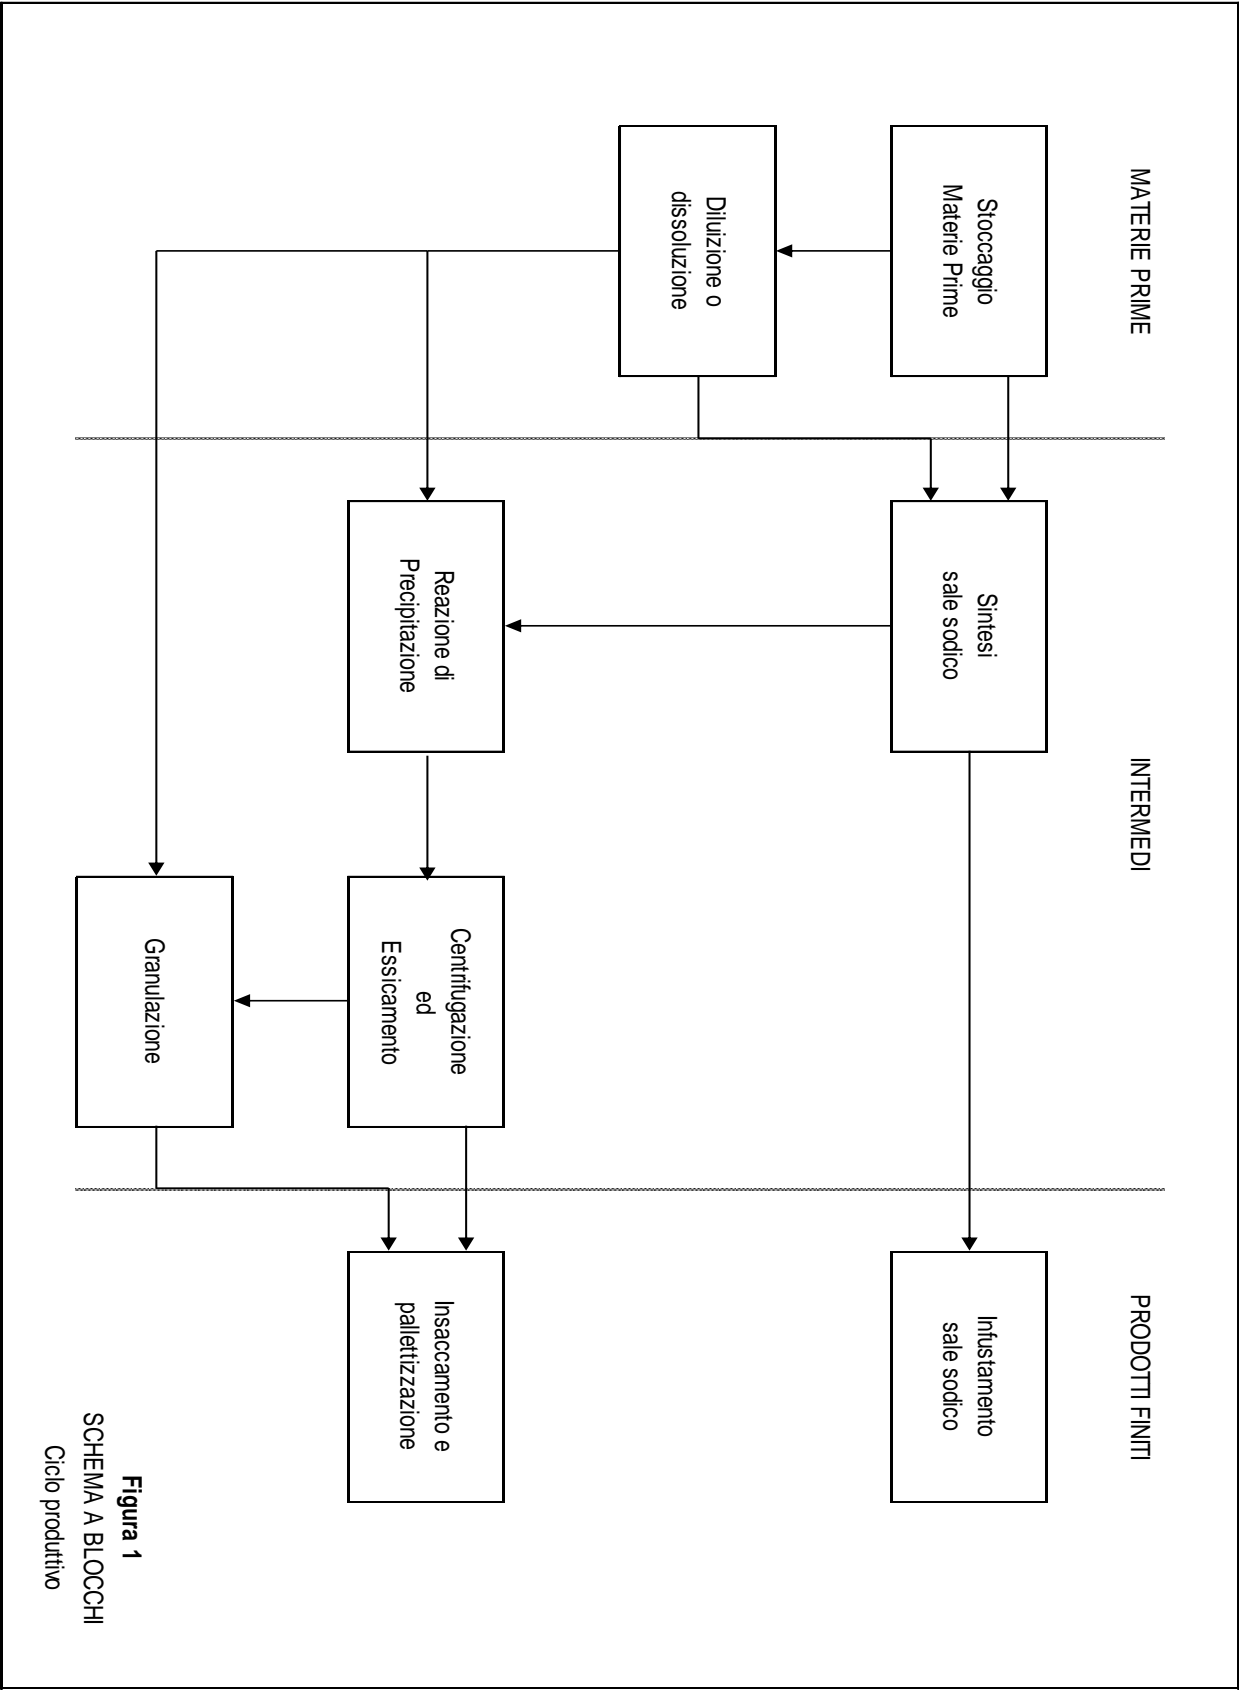 MATERIE PRIME
INTERMEDI
PRODOTTI FINITI
Stoccaggio
Materie Prime
Sintesi
sale sodico
Infustamento
sale sodico
Diluizione o
dissoluzione
Reazione di
Precipitazione
Centrifugazione
ed
Essicamento
Insaccamento e
pallettizzazione
Granulazione
Figura 1
SCHEMA A BLOCCHI
Ciclo produttivo